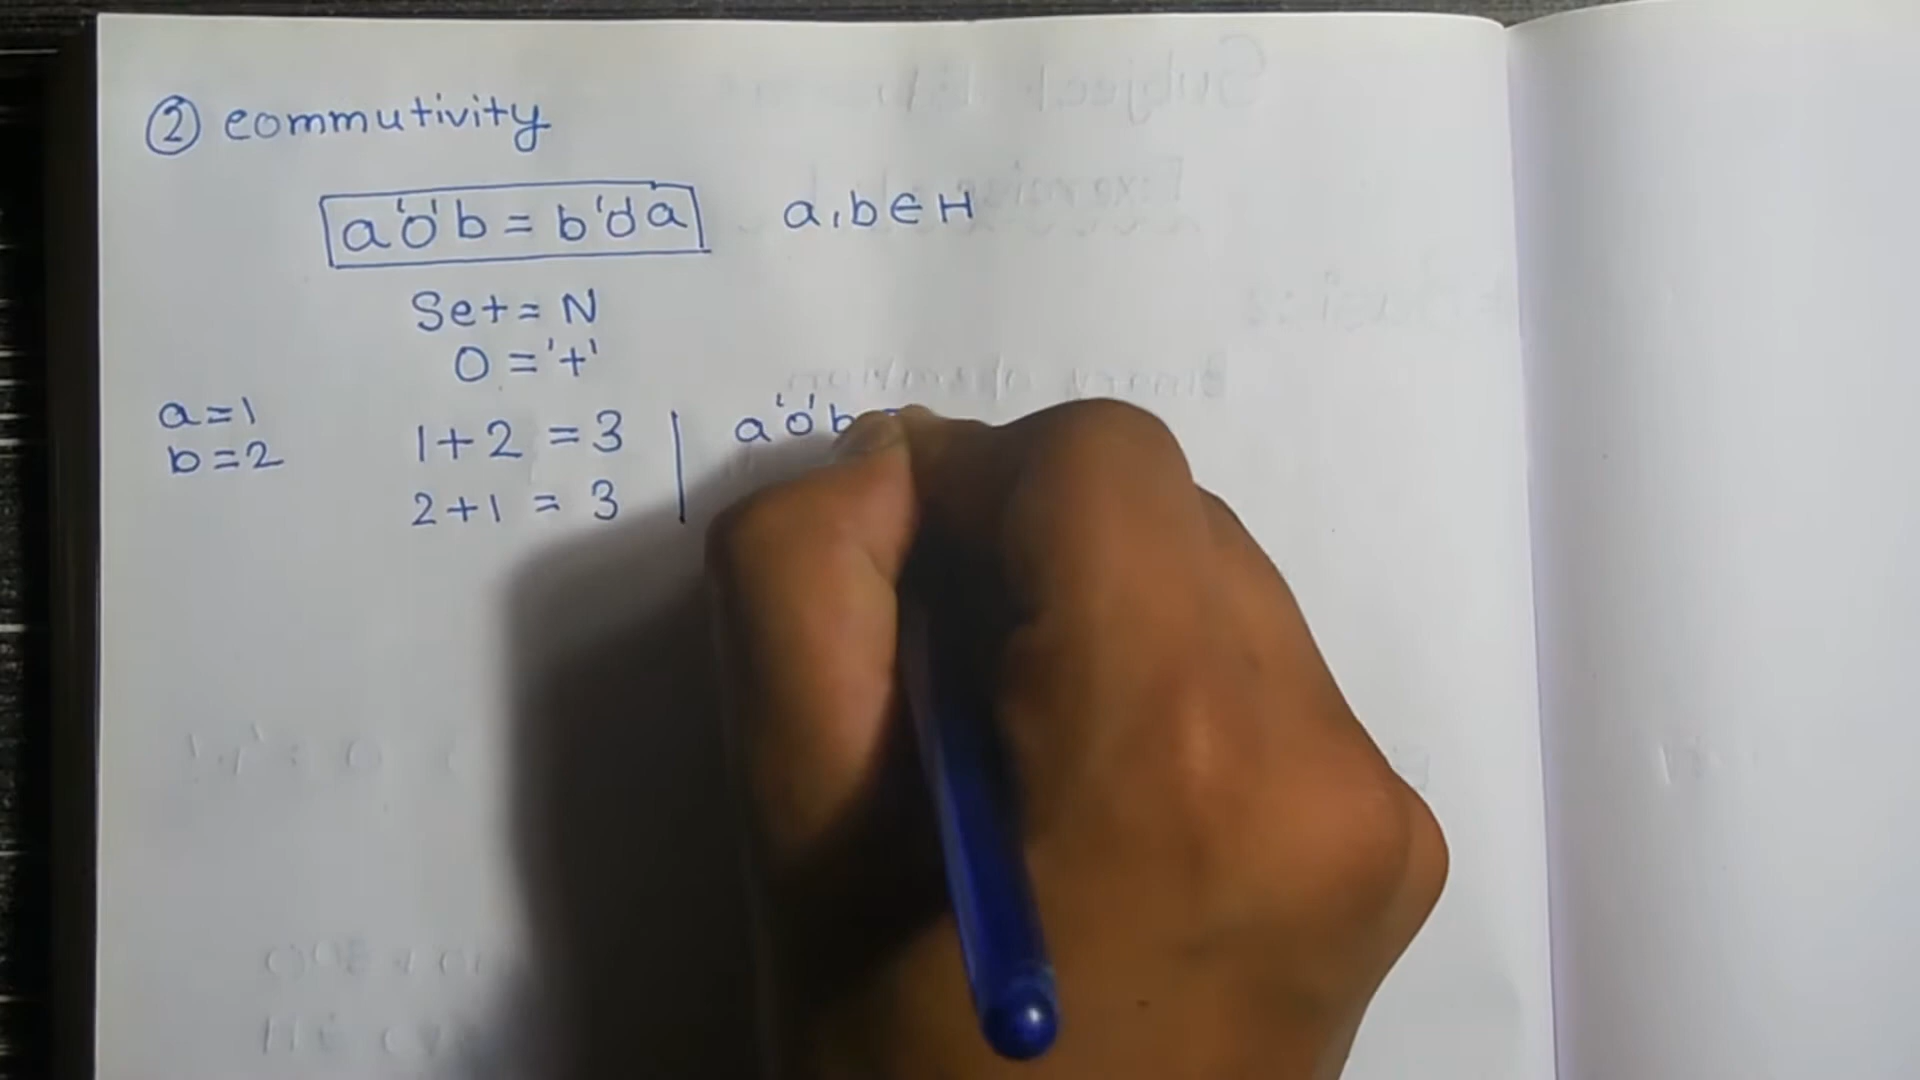 ② commutivity
a 'o' b = b 'o' a a, b ∈ H
Set = N
O = '+'
a = 1
b = 2
1 + 2 = 3
2 + 1 = 3
a 'o' b =